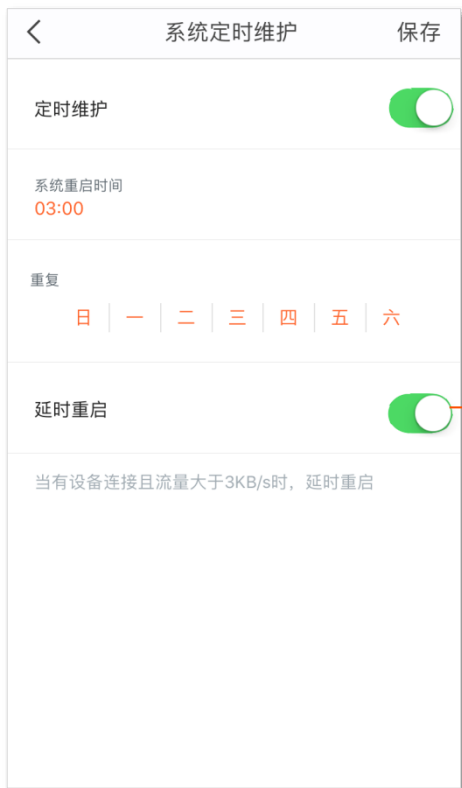 系统定时维护 保存
定时维护
系统重启时间
03:00
重复
日 一 二 三 四 五 六
延时重启
当有设备连接且流量大于3KB/s时，延时重启